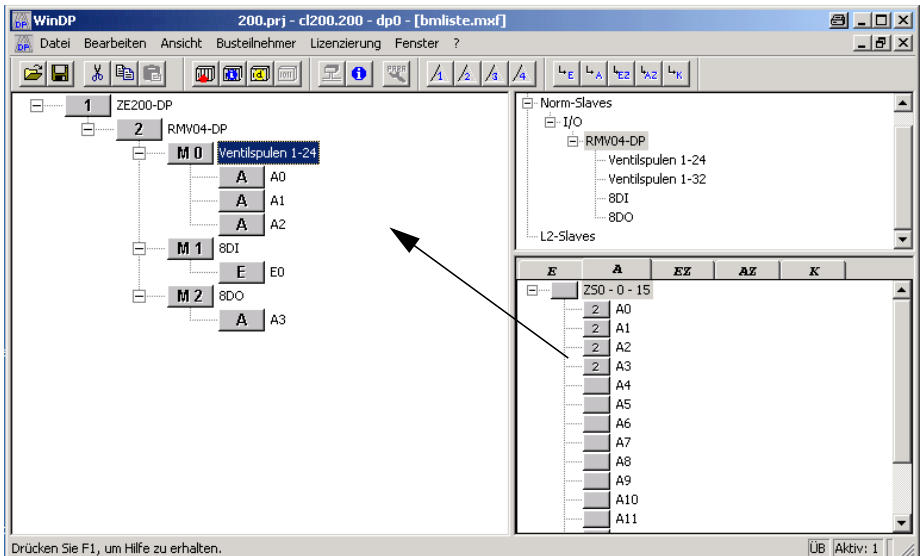 WinDP 200.prj - cl200.200 - dp0 - [bmliste.mxf]
Datei Bearbeiten Ansicht Busteilnehmer Lizenzierung Fenster ?
1 ZE200-DP
2 RMV04-DP
M 0 Ventilspulen 1-24
A A0
A A1
A A2
M 1 8DI
E E0
M 2 8DO
A A3
Norm-Slaves
I/O
RMV04-DP
Ventilspulen 1-24
Ventilspulen 1-32
8DI
8DO
L2-Slaves
E A EZ AZ K
ZS0 - 0 - 15
2 A0
2 A1
2 A2
2 A3
A4
A5
A6
A7
A8
A9
A10
A11
Drücken Sie F1, um Hilfe zu erhalten. ÜB Aktiv: 1